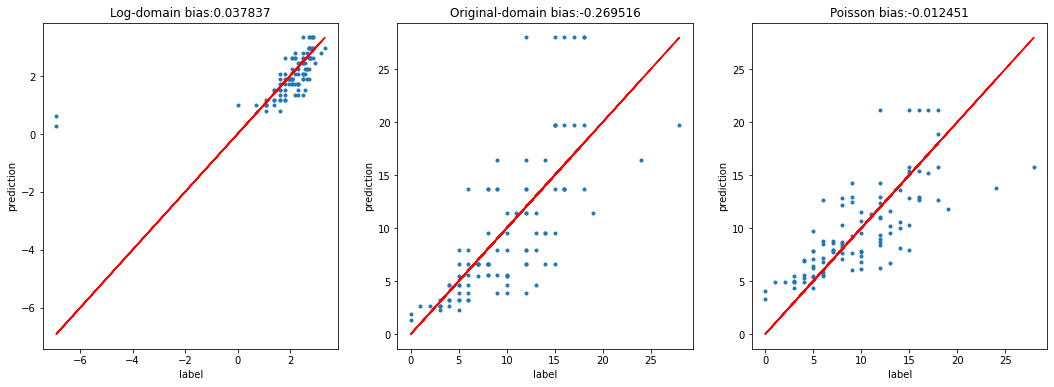 Log-domain bias:0.037837
prediction
2
0
−2
−4
−6
−6 −4 −2 0 2
label
Original-domain bias:-0.269516
prediction
25
20
15
10
5
0
0 5 10 15 20 25
label
Poisson bias:-0.012451
prediction
25
20
15
10
5
0
0 5 10 15 20 25
label